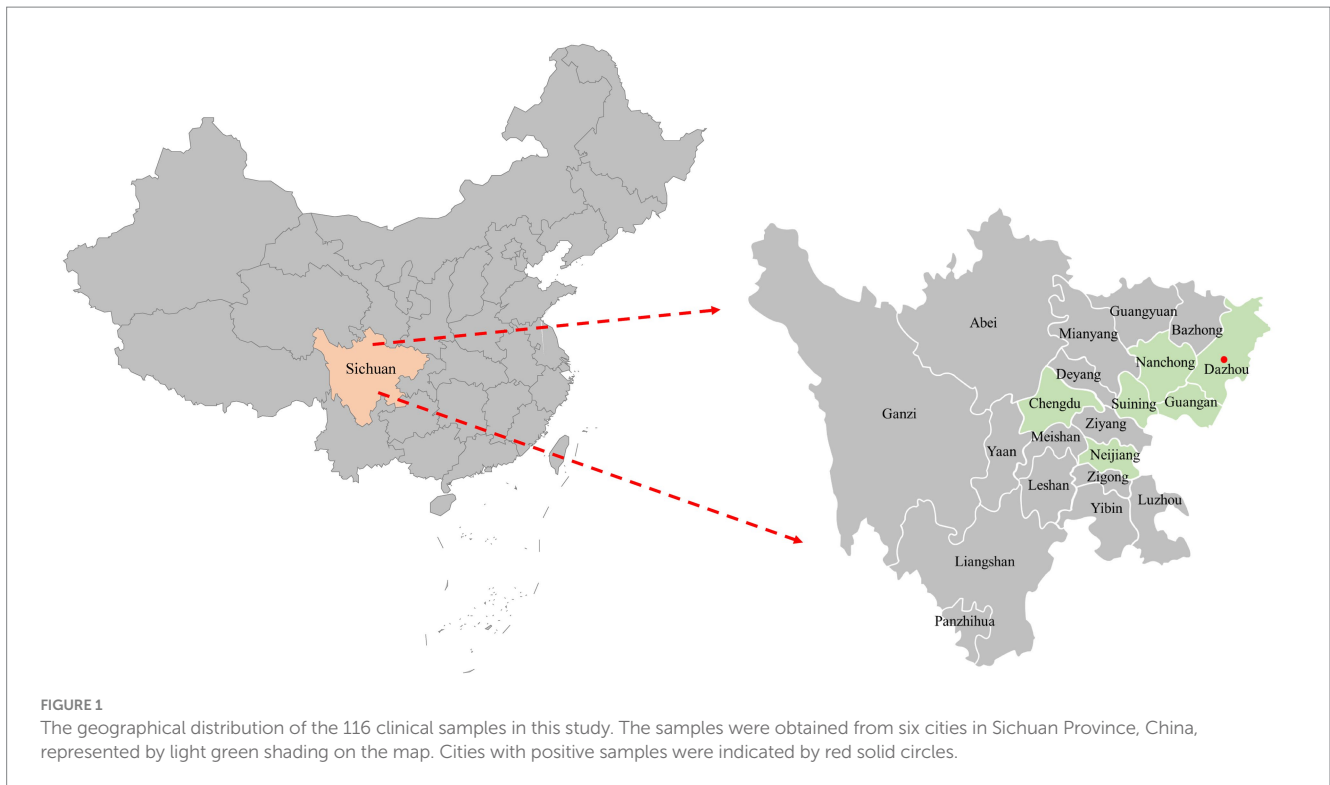 Sichuan
Abei
Guangyuan
Bazhong
Mianyang
Nanchong
Dazhou
Deyang
Chengdu
Suining
Guangan
Ganzi
Ziyang
Meishan
Yaan
Neijiang
Leshan
Zigong
Luzhou
Yibin
Liangshan
Panzhihua
FIGURE 1
The geographical distribution of the 116 clinical samples in this study. The samples were obtained from six cities in Sichuan Province, China,
represented by light green shading on the map. Cities with positive samples were indicated by red solid circles.